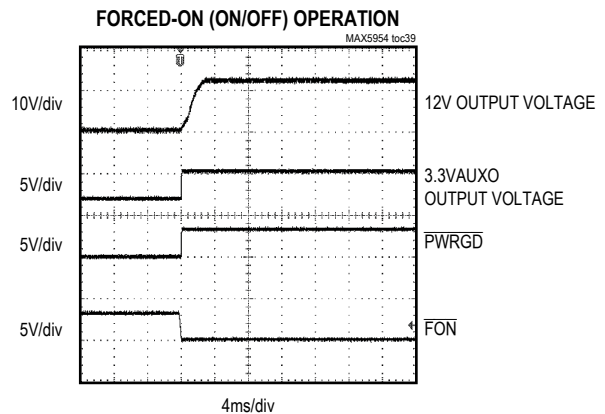 FORCED-ON (ON/OFF) OPERATION
MAX5954 toc39
10V/div
12V OUTPUT VOLTAGE
5V/div
3.3VAUXO
OUTPUT VOLTAGE
5V/div
PWRGD
5V/div
FON
4ms/div